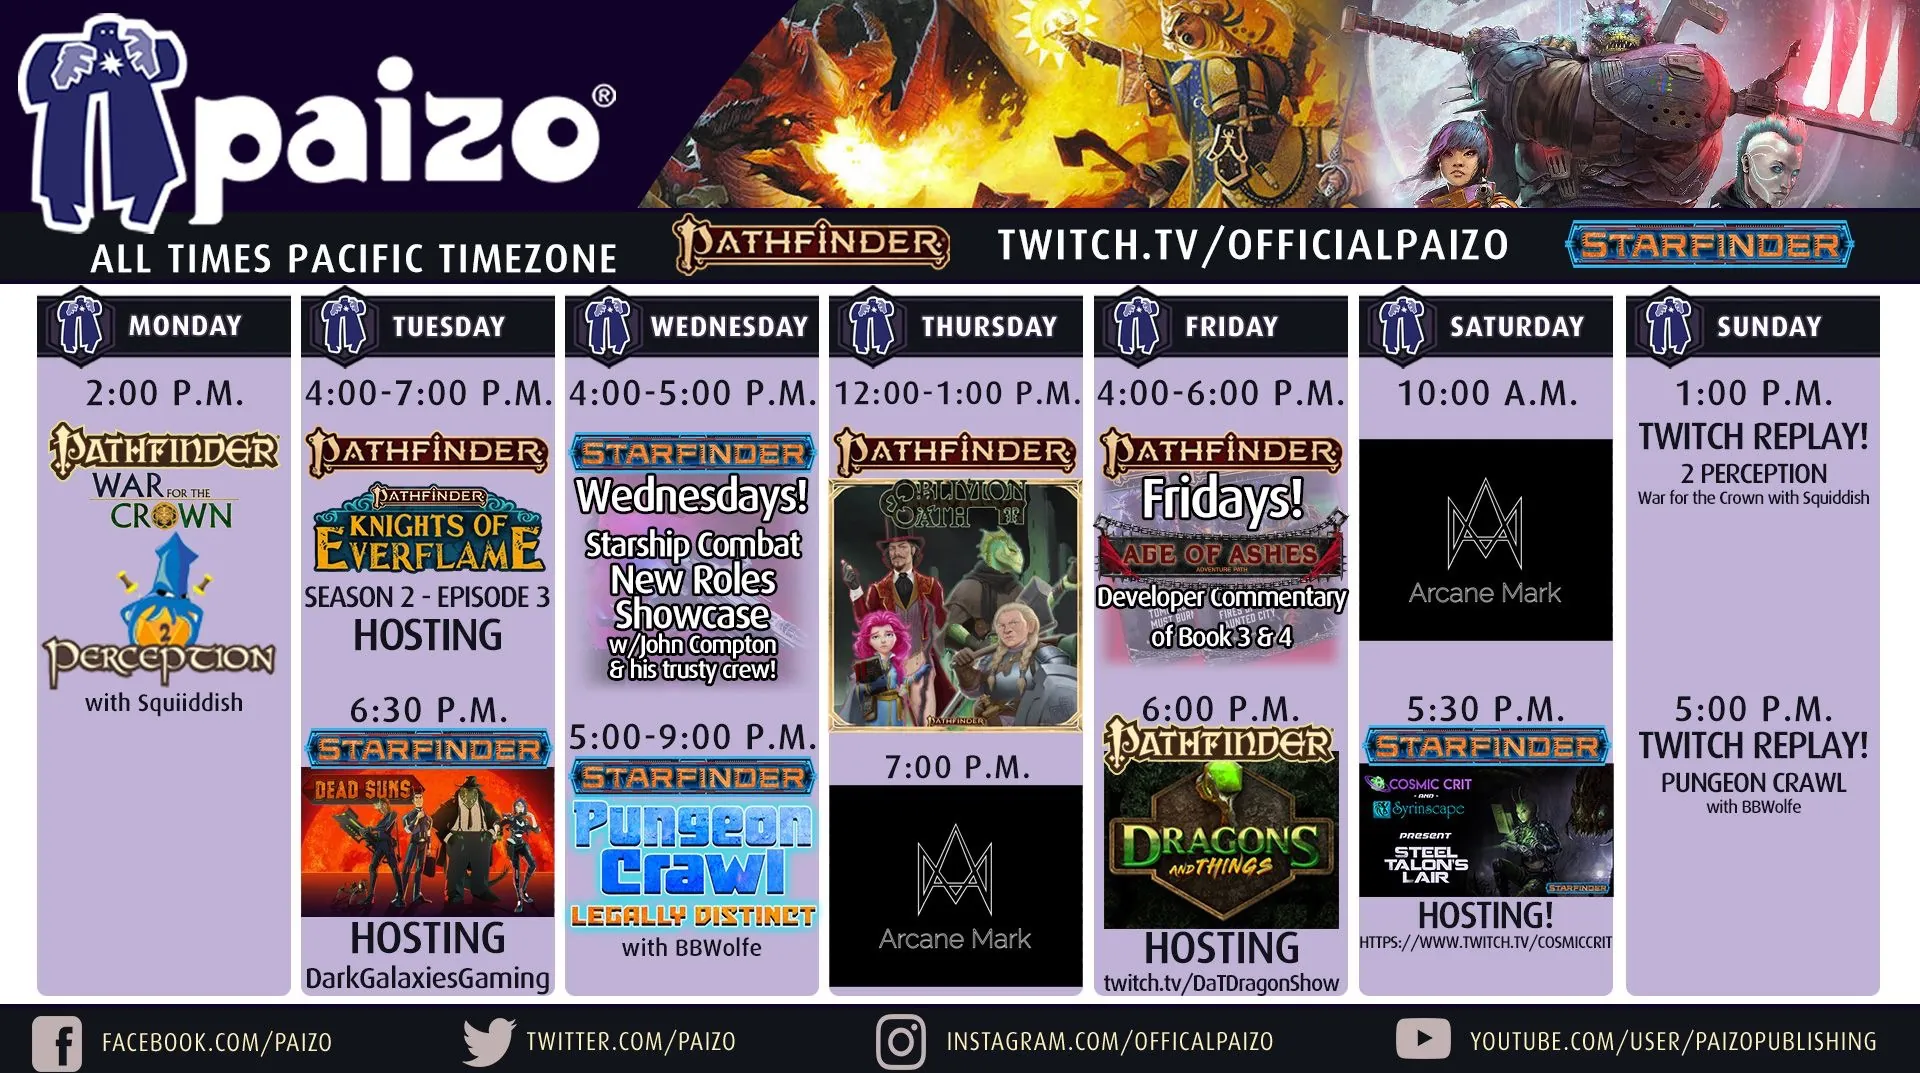 paizo®
ALL TIMES PACIFIC TIMEZONE
PATHFINDER
TWITCH.TV/OFFICIALPAIZO
STARFINDER
MONDAY
2:00 P.M.
PATHFINDER
WAR FOR THE
CROWN
2
PERCEPTION
with Squiiddish
TUESDAY
4:00-7:00 P.M.
PATHFINDER
PATHFINDER
KNIGHTS OF
EVERFLAME
SEASON 2 - EPISODE 3
HOSTING
6:30 P.M.
STARFINDER
DEAD SUNS
HOSTING
DarkGalaxiesGaming
WEDNESDAY
4:00-5:00 P.M.
STARFINDER
Wednesdays!
Starship Combat
New Roles
Showcase
w/John Compton
& his trusty crew!
5:00-9:00 P.M.
STARFINDER
Pungeon
Crawl
LEGALLY DISTINCT
with BBWolfe
THURSDAY
12:00-1:00 P.M.
PATHFINDER
OBLIVION
OATH
PATHFINDER
7:00 P.M.
Arcane Mark
FRIDAY
4:00-6:00 P.M.
PATHFINDER
Fridays!
AGE OF ASHES
ADVENTURE PATH
Developer Commentary
of Book 3 & 4
6:00 P.M.
PATHFINDER
DRAGONS
AND THINGS
HOSTING
twitch.tv/DaTDragonShow
SATURDAY
10:00 A.M.
Arcane Mark
5:30 P.M.
STARFINDER
COSMIC CRIT
- AND -
Syrinscape
PRESENT
STEEL
TALON'S
LAIR
STARFINDER
HOSTING!
HTTPS://WWW.TWITCH.TV/COSMICCRIT
SUNDAY
1:00 P.M.
TWITCH REPLAY!
2 PERCEPTION
War for the Crown with Squiddish
5:00 P.M.
TWITCH REPLAY!
PUNGEON CRAWL
with BBWolfe
FACEBOOK.COM/PAIZO
TWITTER.COM/PAIZO
INSTAGRAM.COM/OFFICALPAIZO
YOUTUBE.COM/USER/PAIZOPUBLISHING